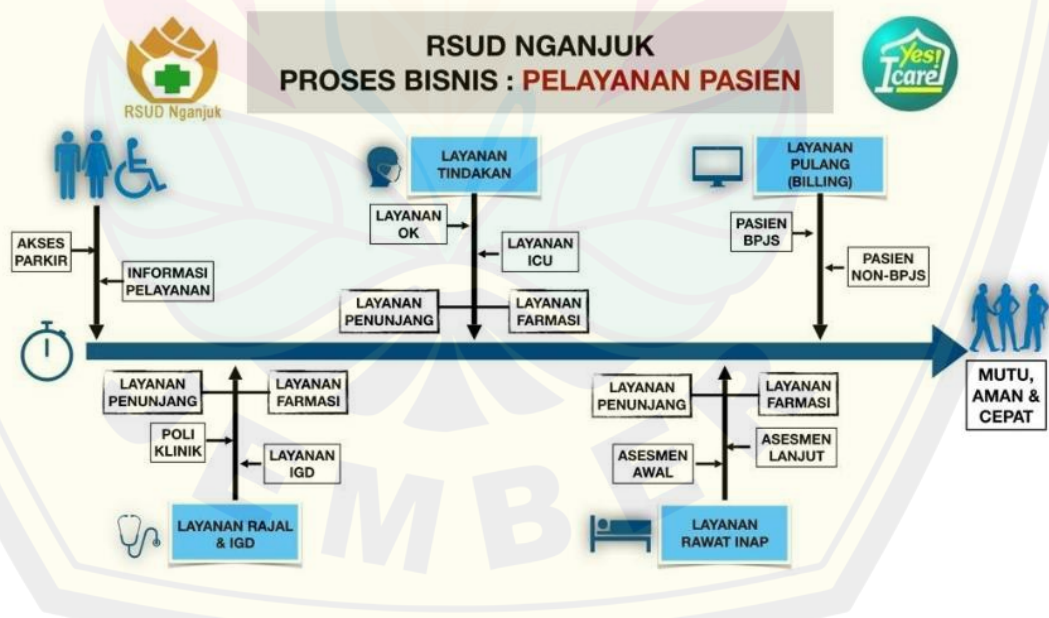 RSUD NGANJUK
PROSES BISNIS : PELAYANAN PASIEN
RSUD Nganjuk
Yes!
I care
LAYANAN
TINDAKAN
LAYANAN
PULANG
(BILLING)
AKSES
PARKIR
INFORMASI
PELAYANAN
LAYANAN
OK
LAYANAN
ICU
LAYANAN
PENUNJANG
LAYANAN
FARMASI
PASIEN
BPJS
PASIEN
NON-BPJS
MUTU,
AMAN &
CEPAT
LAYANAN
PENUNJANG
LAYANAN
FARMASI
POLI
KLINIK
LAYANAN
IGD
LAYANAN RAJAL
& IGD
LAYANAN
PENUNJANG
LAYANAN
FARMASI
ASESMEN
AWAL
ASESMEN
LANJUT
LAYANAN
RAWAT INAP
EMBER